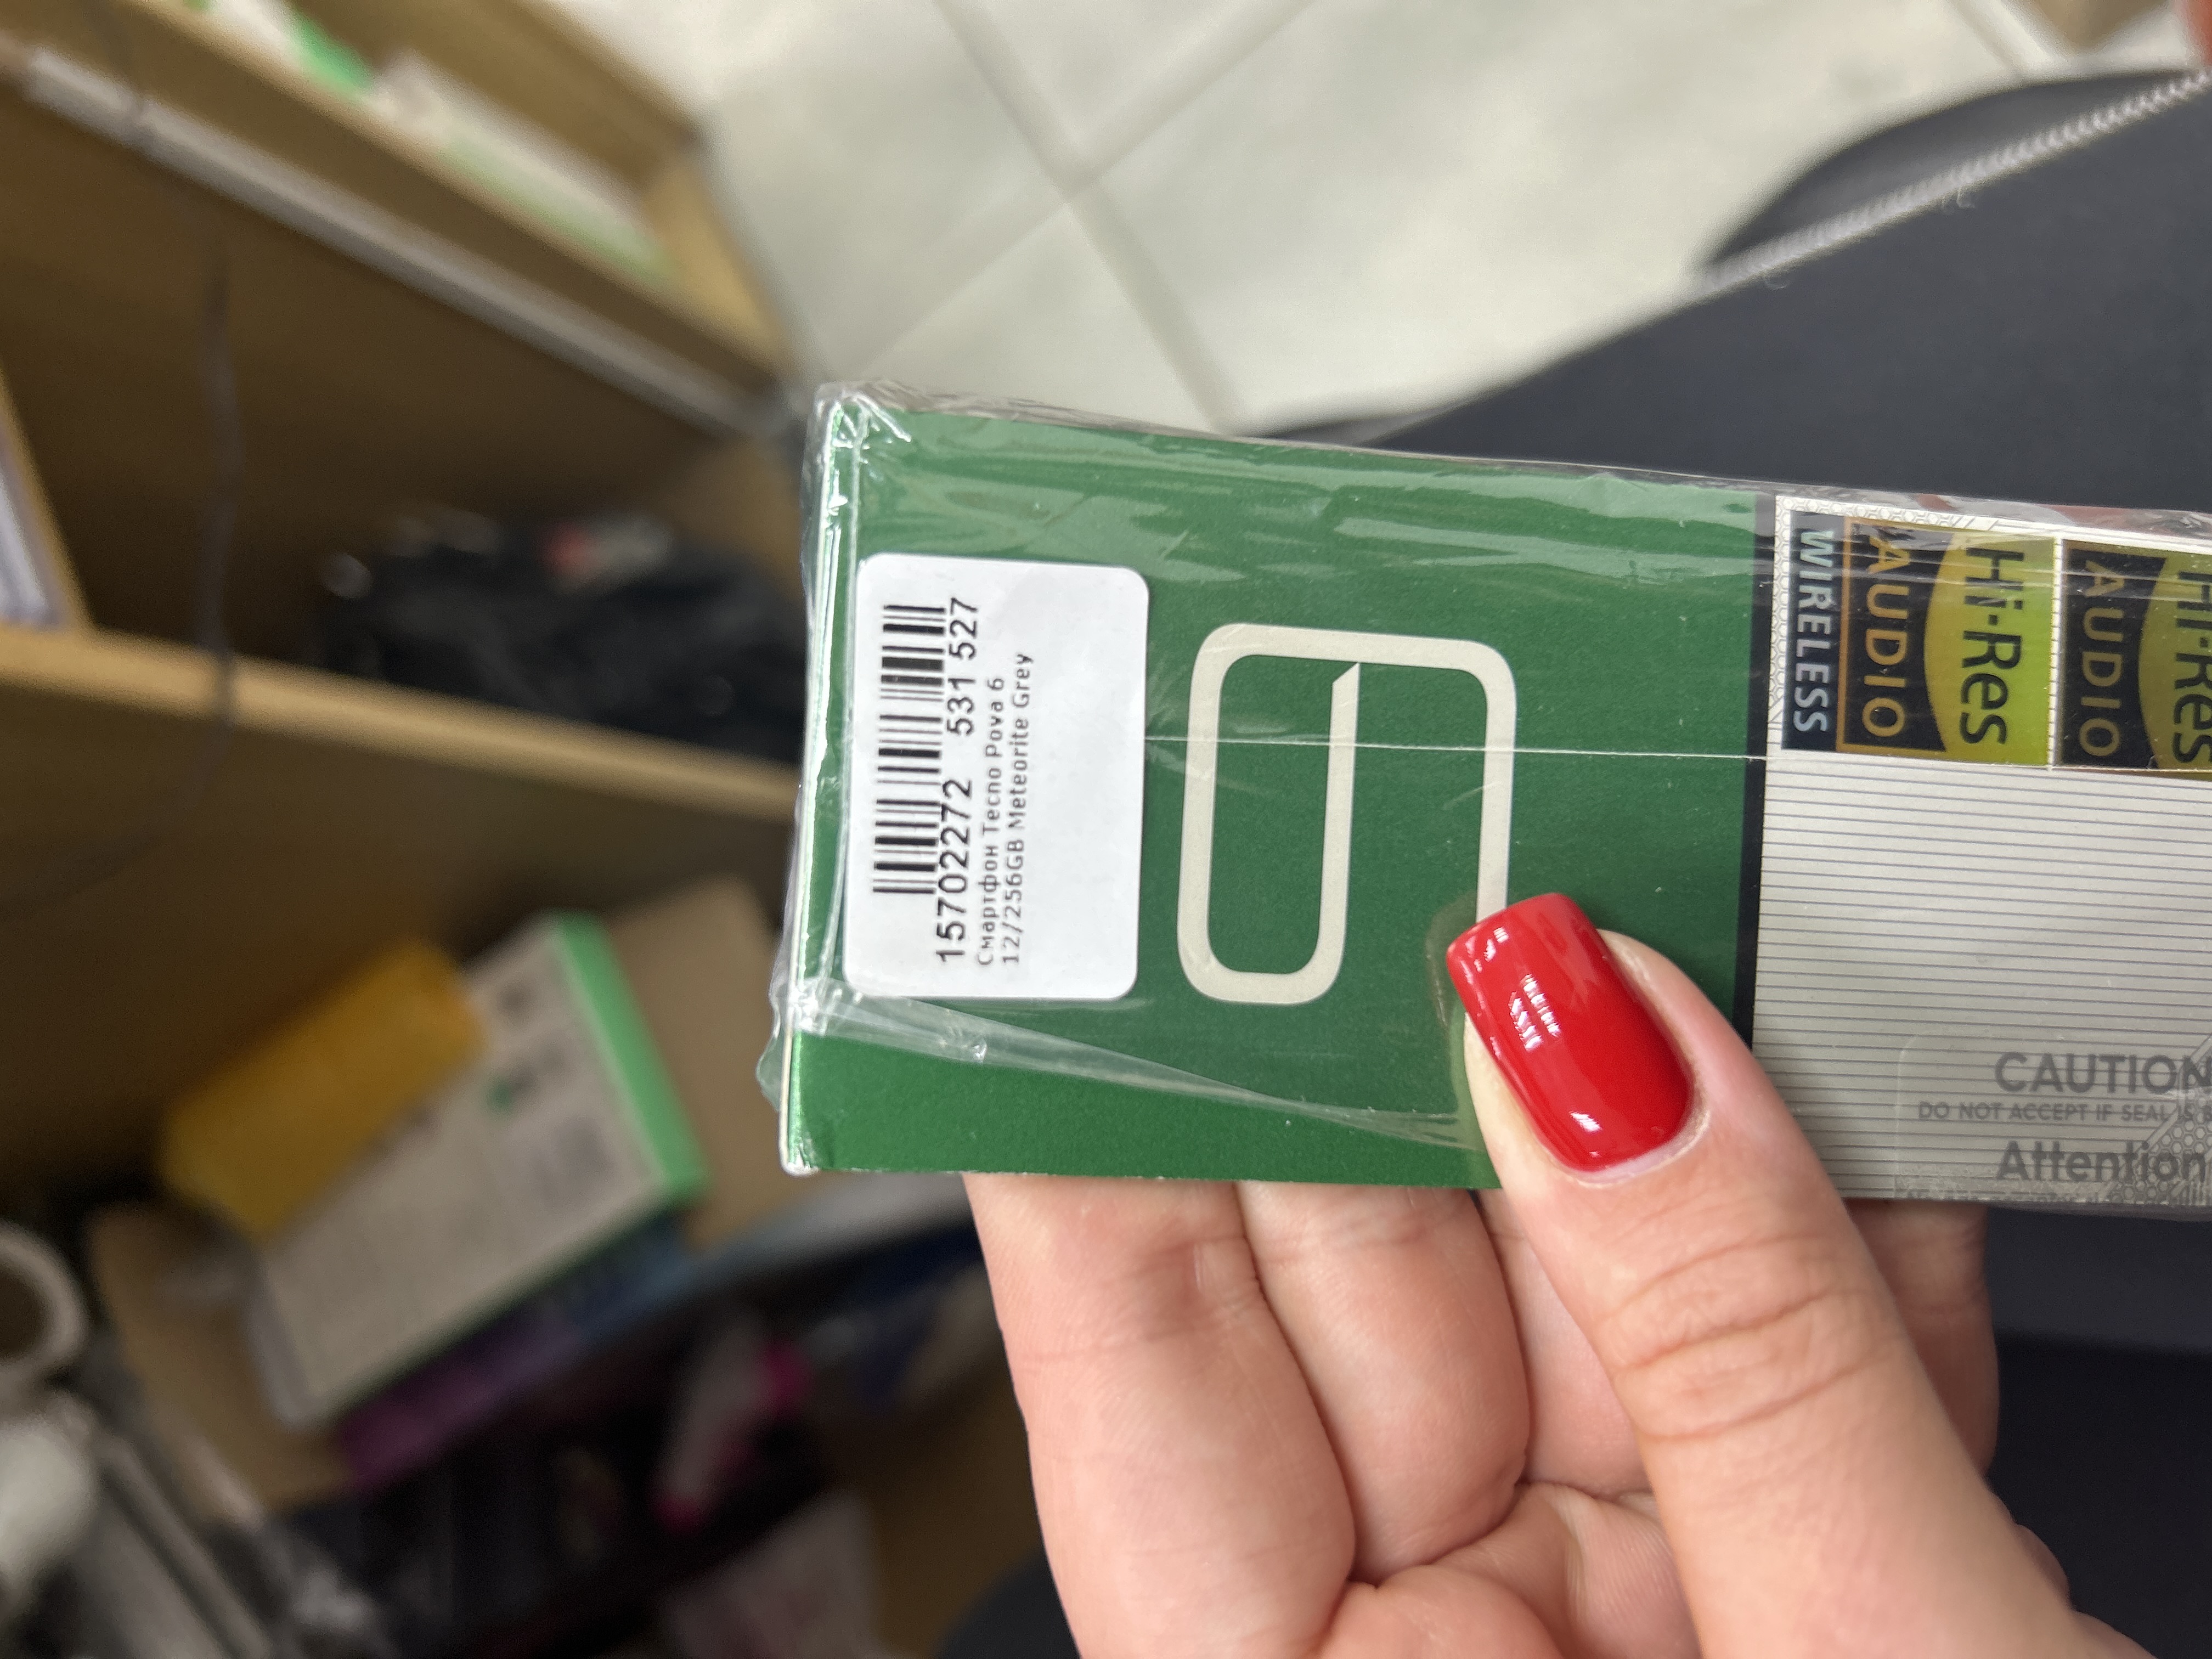 15702272 531 527
Смартфон Tecno Pova 6
12/256GB Meteorite Grey
6
Hi-Res
AUDIO
WIRELESS
Hi-Res
AUDIO
CAUTION
DO NOT ACCEPT IF SEAL IS
Attention